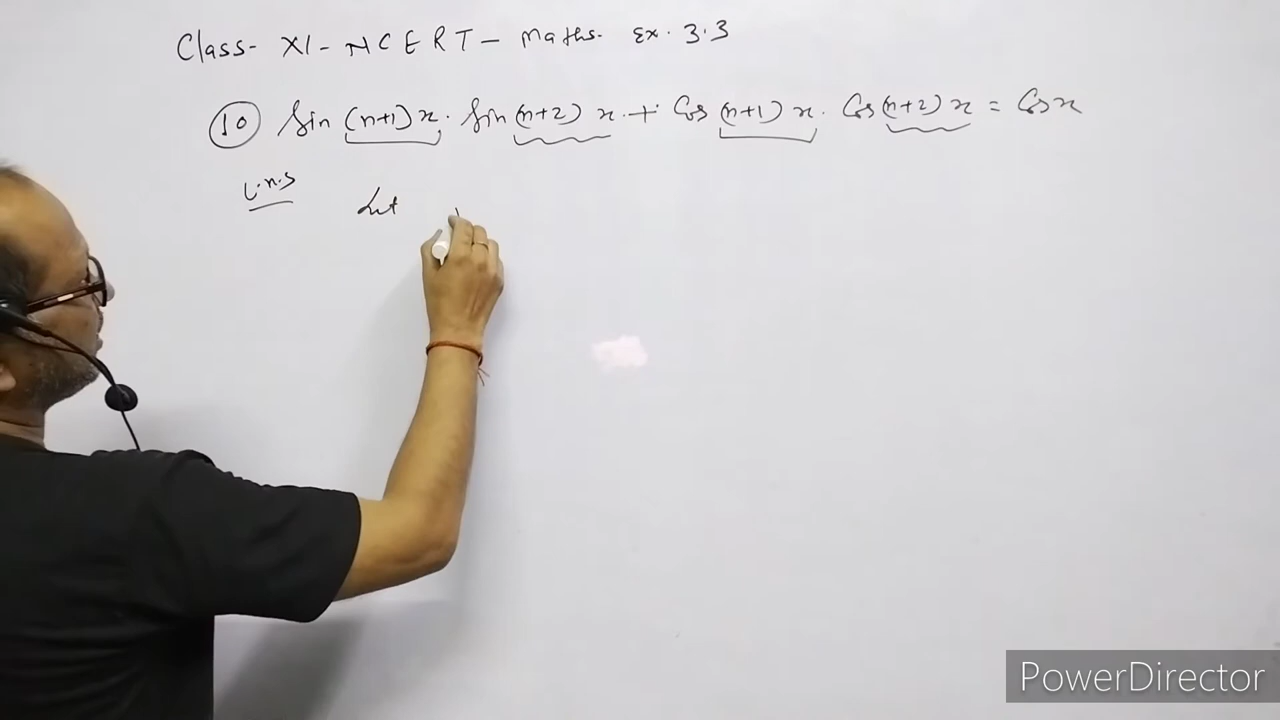 Class- XI- NCERT- Maths- Ex. 3.3
(10) Sin (n+1) x. Sin (n+2) x + Cos (n+1) x. Cos (n+2) x = Cos x
L.H.S Let
PowerDirector